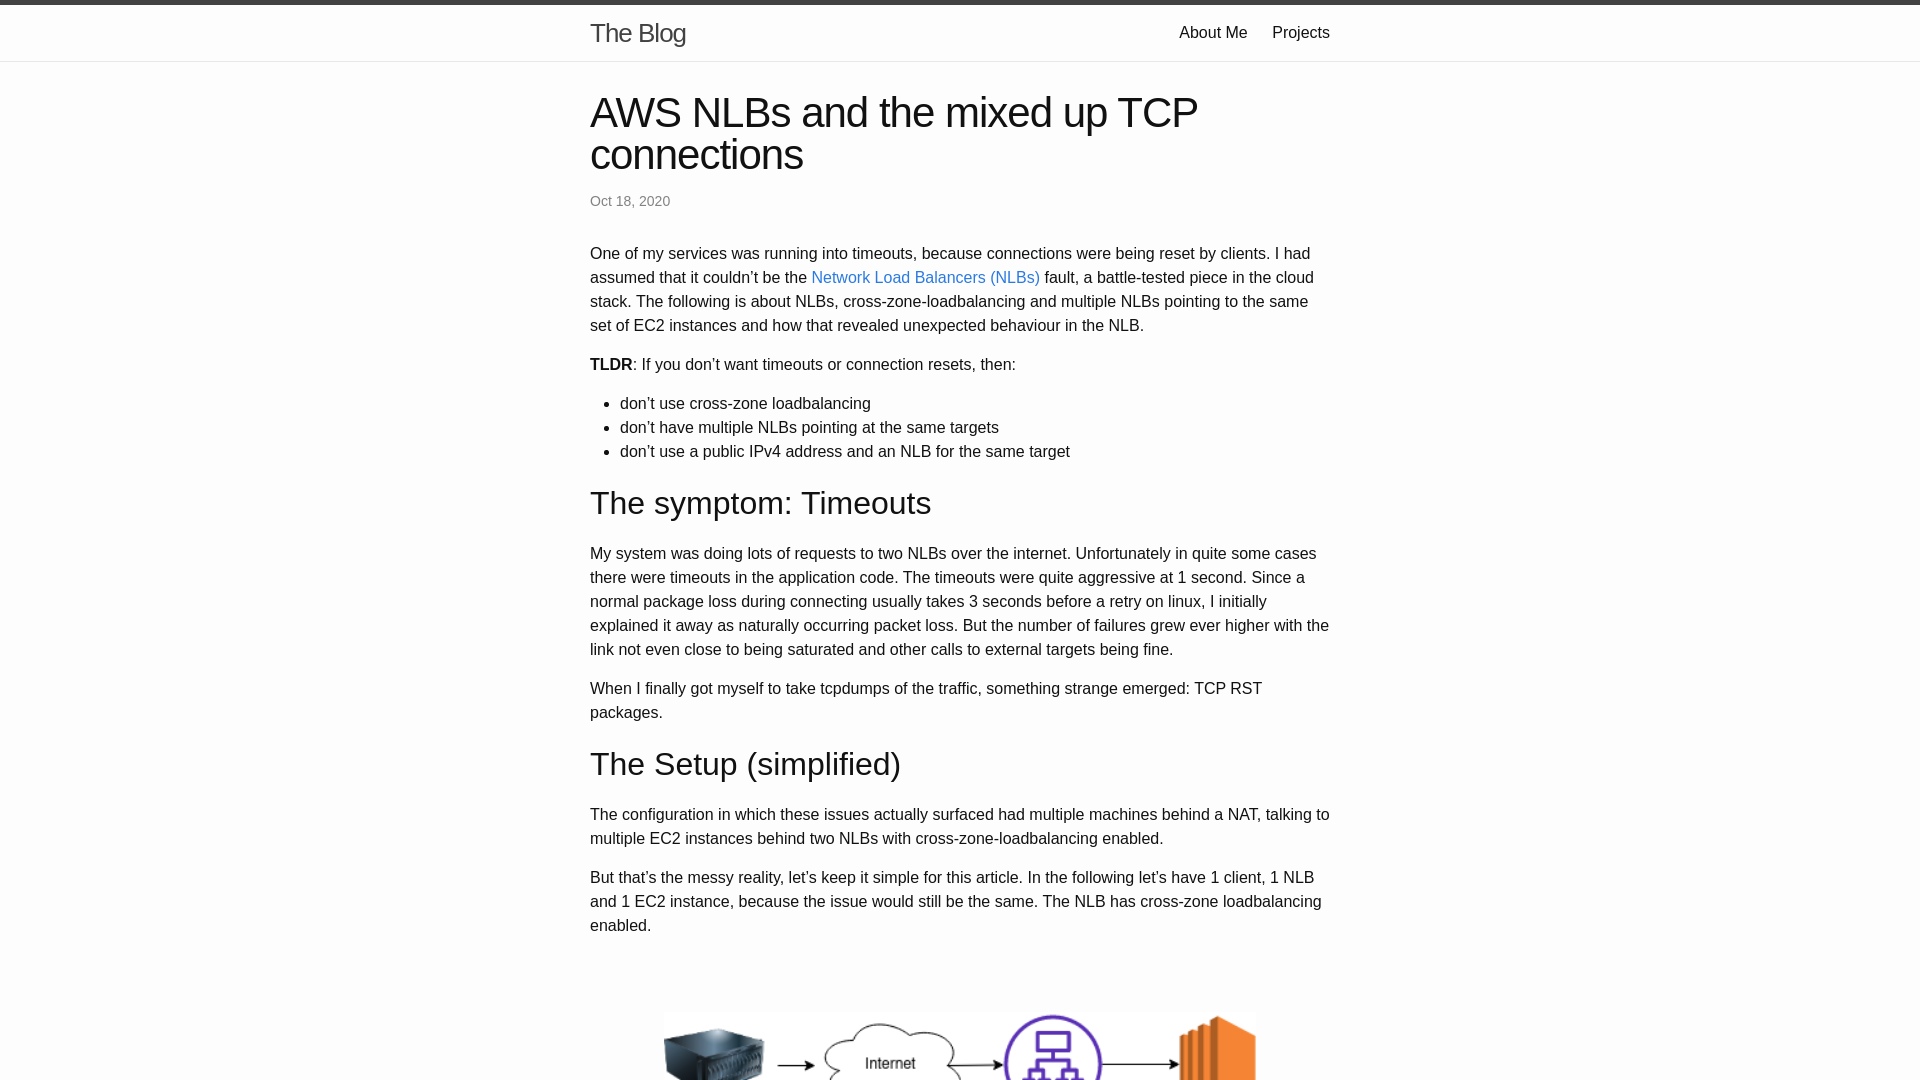 The Blog
About Me
Projects
AWS NLBs and the mixed up TCP
connections
Oct 18, 2020
One of my services was running into timeouts, because connections were being reset by clients. I had
assumed that it couldn’t be the Network Load Balancers (NLBs) fault, a battle-tested piece in the cloud
stack. The following is about NLBs, cross-zone-loadbalancing and multiple NLBs pointing to the same
set of EC2 instances and how that revealed unexpected behaviour in the NLB.
TLDR: If you don’t want timeouts or connection resets, then:
don’t use cross-zone loadbalancing
don’t have multiple NLBs pointing at the same targets
don’t use a public IPv4 address and an NLB for the same target
The symptom: Timeouts
My system was doing lots of requests to two NLBs over the internet. Unfortunately in quite some cases
there were timeouts in the application code. The timeouts were quite aggressive at 1 second. Since a
normal package loss during connecting usually takes 3 seconds before a retry on linux, I initially
explained it away as naturally occurring packet loss. But the number of failures grew ever higher with the
link not even close to being saturated and other calls to external targets being fine.
When I finally got myself to take tcpdumps of the traffic, something strange emerged: TCP RST
packages.
The Setup (simplified)
The configuration in which these issues actually surfaced had multiple machines behind a NAT, talking to
multiple EC2 instances behind two NLBs with cross-zone-loadbalancing enabled.
But that’s the messy reality, let’s keep it simple for this article. In the following let’s have 1 client, 1 NLB
and 1 EC2 instance, because the issue would still be the same. The NLB has cross-zone loadbalancing
enabled.
Internet